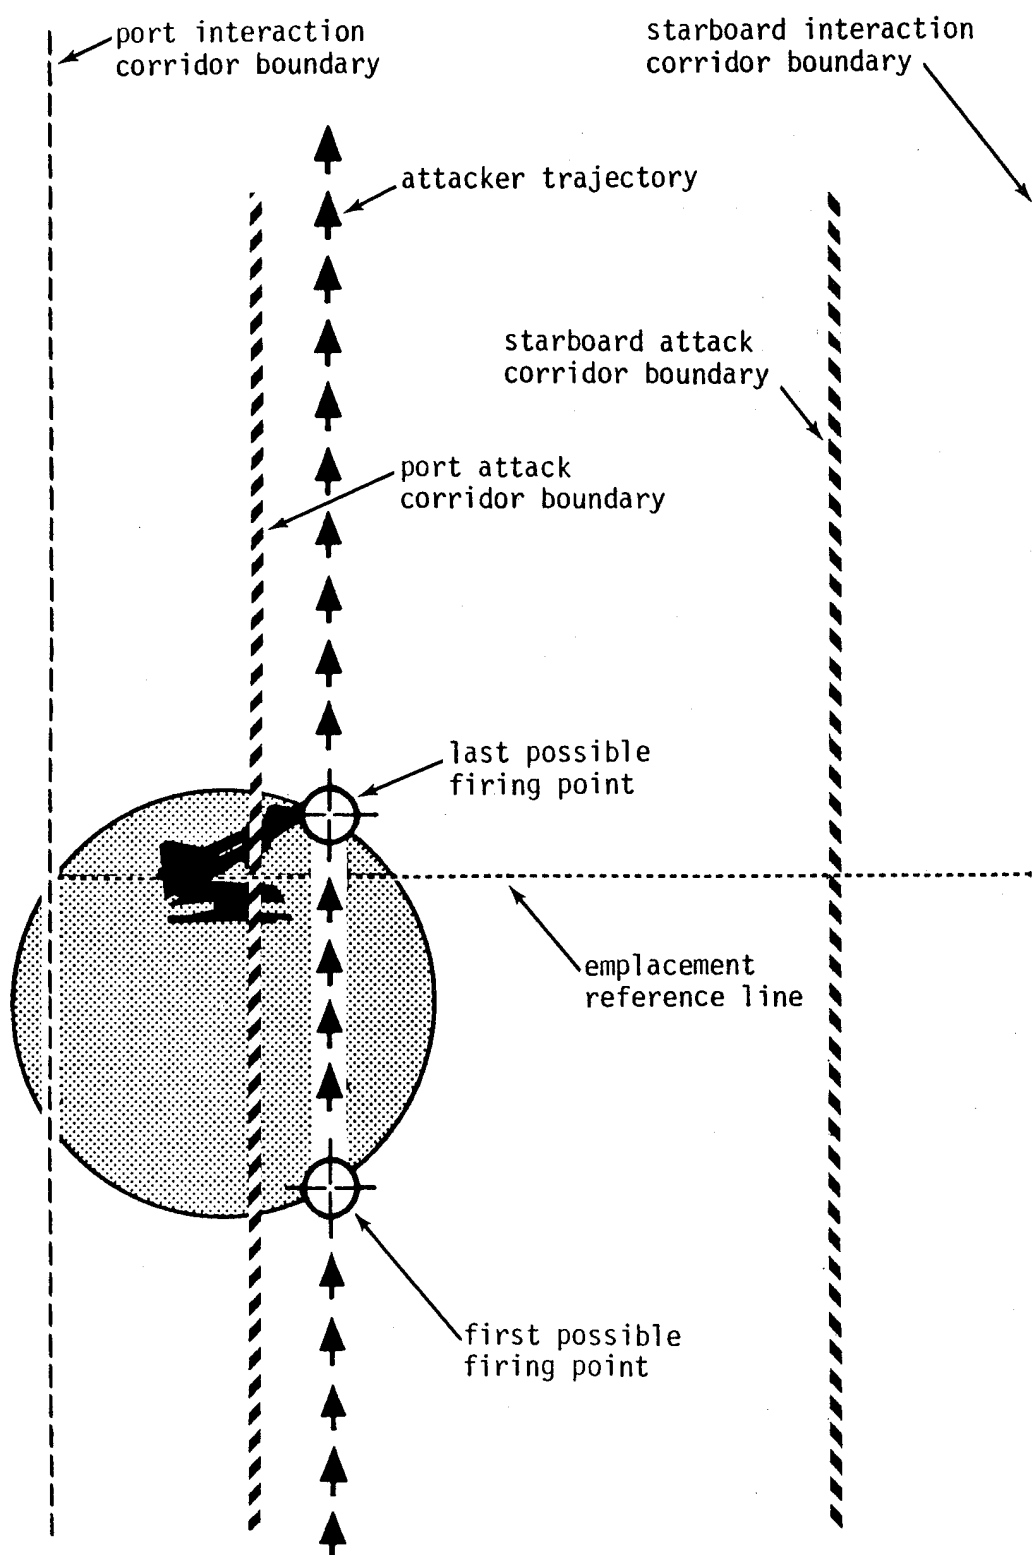 port interaction
corridor boundary
starboard interaction
corridor boundary
attacker trajectory
starboard attack
corridor boundary
port attack
corridor boundary
last possible
firing point
emplacement
reference line
first possible
firing point